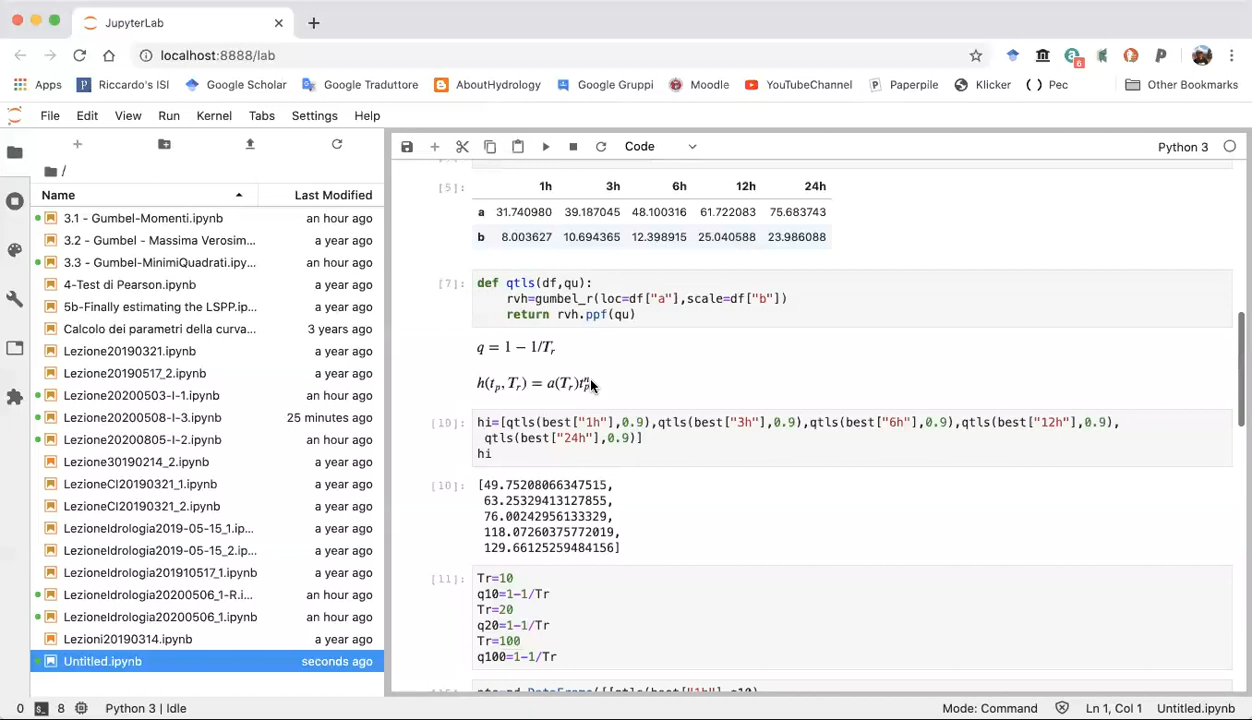 JupyterLab
localhost:8888/lab
6
Apps Riccardo's ISI Google Scholar Google Traduttore AboutHydrology Google Gruppi Moodle YouTubeChannel Paperpile Klicker Pec Other Bookmarks
File Edit View Run Kernel Tabs Settings Help
Code Python 3
/
Name Last Modified
3.1 - Gumbel-Momenti.ipynb an hour ago
3.2 - Gumbel - Massima Verosim... a year ago
3.3 - Gumbel-MinimiQuadrati.ipy... an hour ago
4-Test di Pearson.ipynb a year ago
5b-Finally estimating the LSPP.ip... a year ago
Calcolo dei parametri della curva... 3 years ago
Lezione20190321.ipynb a year ago
Lezione20190517_2.ipynb a year ago
Lezione20200503-I-1.ipynb an hour ago
Lezione20200508-I-3.ipynb 25 minutes ago
Lezione20200805-I-2.ipynb an hour ago
Lezione30190214_2.ipynb a year ago
LezioneCI20190321_1.ipynb a year ago
LezioneCI20190321_2.ipynb a year ago
LezioneIdrologia2019-05-15_1.ip... a year ago
LezioneIdrologia2019-05-15_2.ip... a year ago
LezioneIdrologia201910517_1.ipynb a year ago
LezioneIdrologia20200506_1-R.i... an hour ago
LezioneIdrologia20200506_1.ipynb an hour ago
Lezioni20190314.ipynb a year ago
Untitled.ipynb seconds ago
[5]: 1h 3h 6h 12h 24h
a 31.740980 39.187045 48.100316 61.722083 75.683743
b 8.003627 10.694365 12.398915 25.040588 23.986088
[7]: def qtls(df,qu):
rvh=gumbel_r(loc=df["a"],scale=df["b"])
return rvh.ppf(qu)
q = 1 − 1/T_r
h(t_p, T_r) = a(T_r)t_p^n
[10]: hi=[qtls(best["1h"],0.9),qtls(best["3h"],0.9),qtls(best["6h"],0.9),qtls(best["12h"],0.9),
qtls(best["24h"],0.9)]
hi
[10]: [49.75208066347515,
63.25329413127855,
76.00242956133329,
118.07260375772019,
129.66125259484156]
[11]: Tr=10
q10=1-1/Tr
Tr=20
q20=1-1/Tr
Tr=100
q100=1-1/Tr
0 8 Python 3 | Idle Mode: Command Ln 1, Col 1 Untitled.ipynb